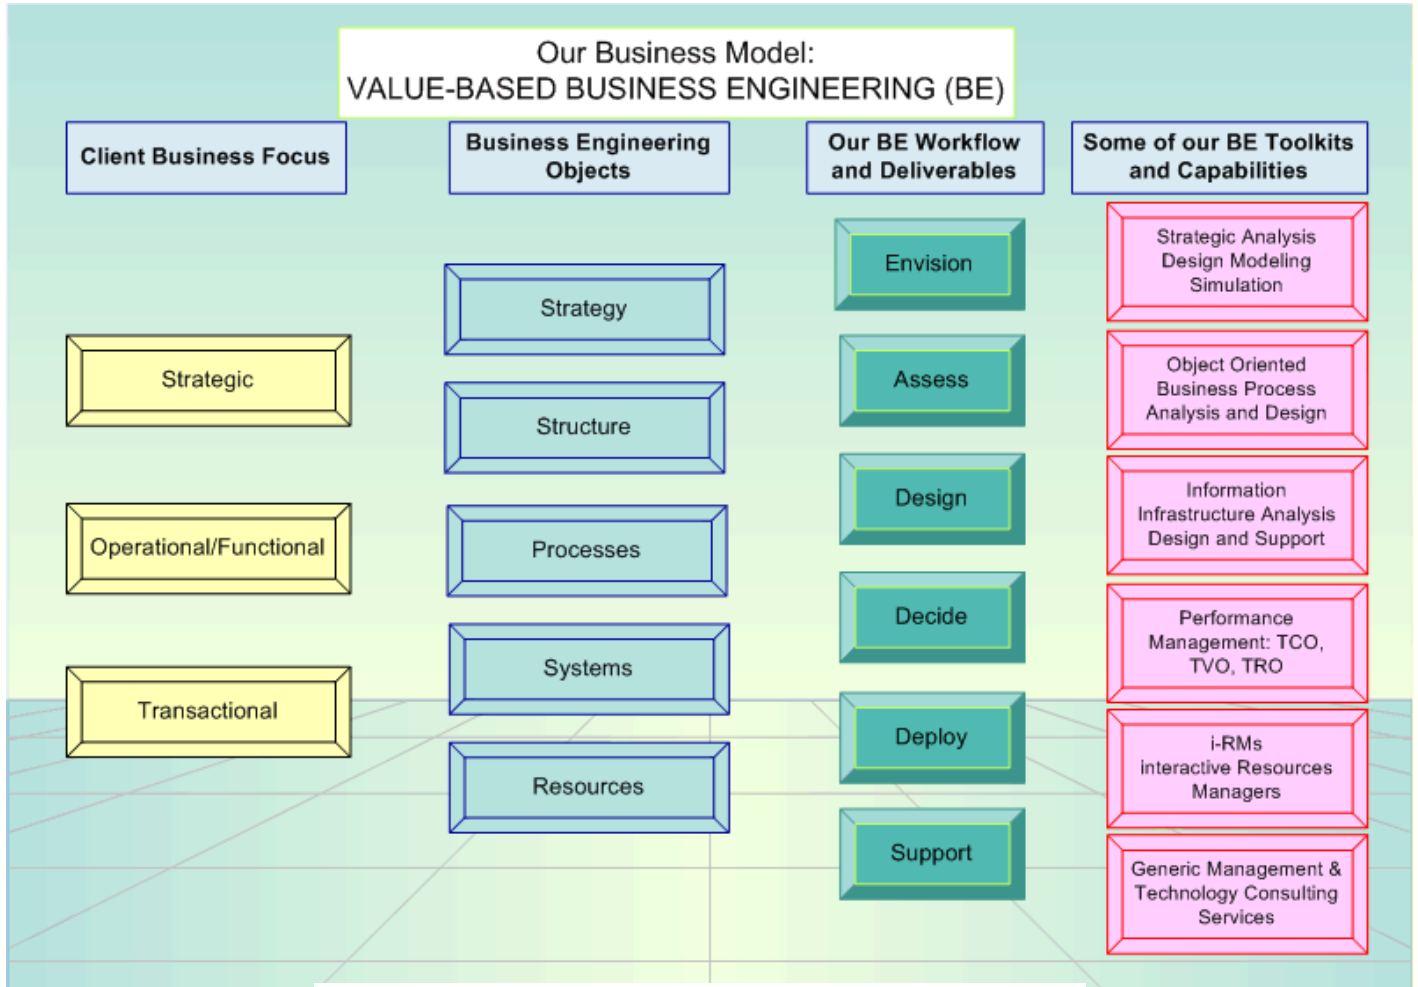 Our Business Model:
VALUE-BASED BUSINESS ENGINEERING (BE)
Client Business Focus
Strategic
Operational/Functional
Transactional
Business Engineering
Objects
Strategy
Structure
Processes
Systems
Resources
Our BE Workflow
and Deliverables
Envision
Assess
Design
Decide
Deploy
Support
Some of our BE Toolkits
and Capabilities
Strategic Analysis
Design Modeling
Simulation
Object Oriented
Business Process
Analysis and Design
Information
Infrastructure Analysis
Design and Support
Performance
Management: TCO,
TVO, TRO
i-RMs
interactive Resources
Managers
Generic Management &
Technology Consulting
Services